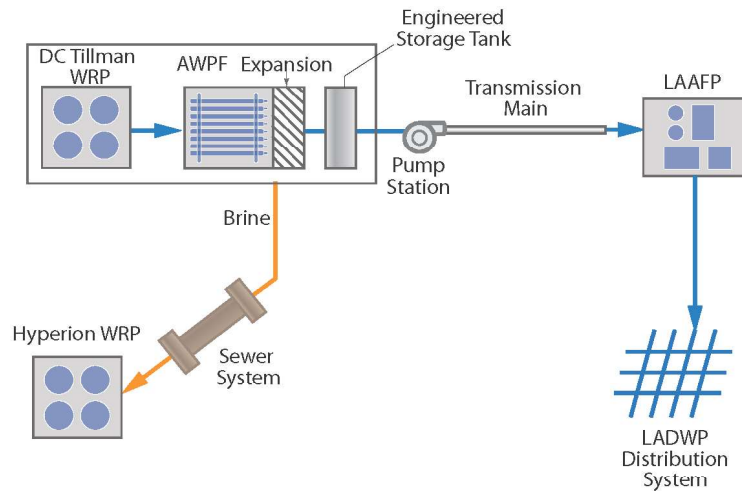 Engineered
Storage Tank
DC Tillman
WRP
AWPF
Expansion
Transmission
Main
LAAFP
Pump
Station
Brine
Hyperion WRP
Sewer
System
LADWP
Distribution
System